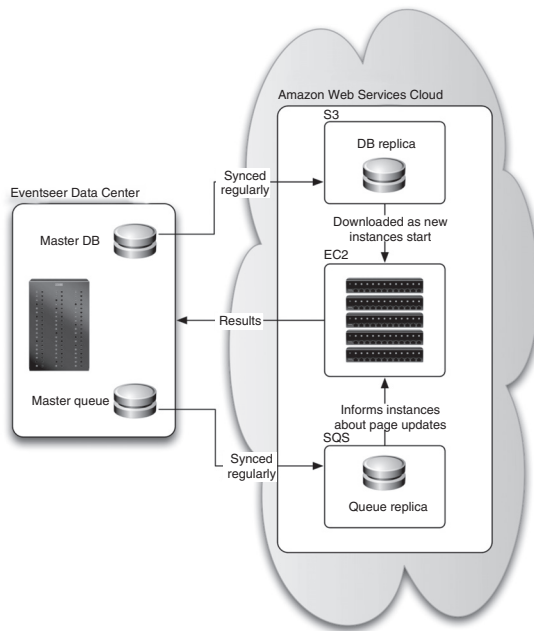 Amazon Web Services Cloud
S3
DB replica
Synced
regularly
Eventseer Data Center
Master DB
Downloaded as new
instances start
EC2
Results
Master queue
Informs instances
about page updates
SQS
Synced
regularly
Queue replica